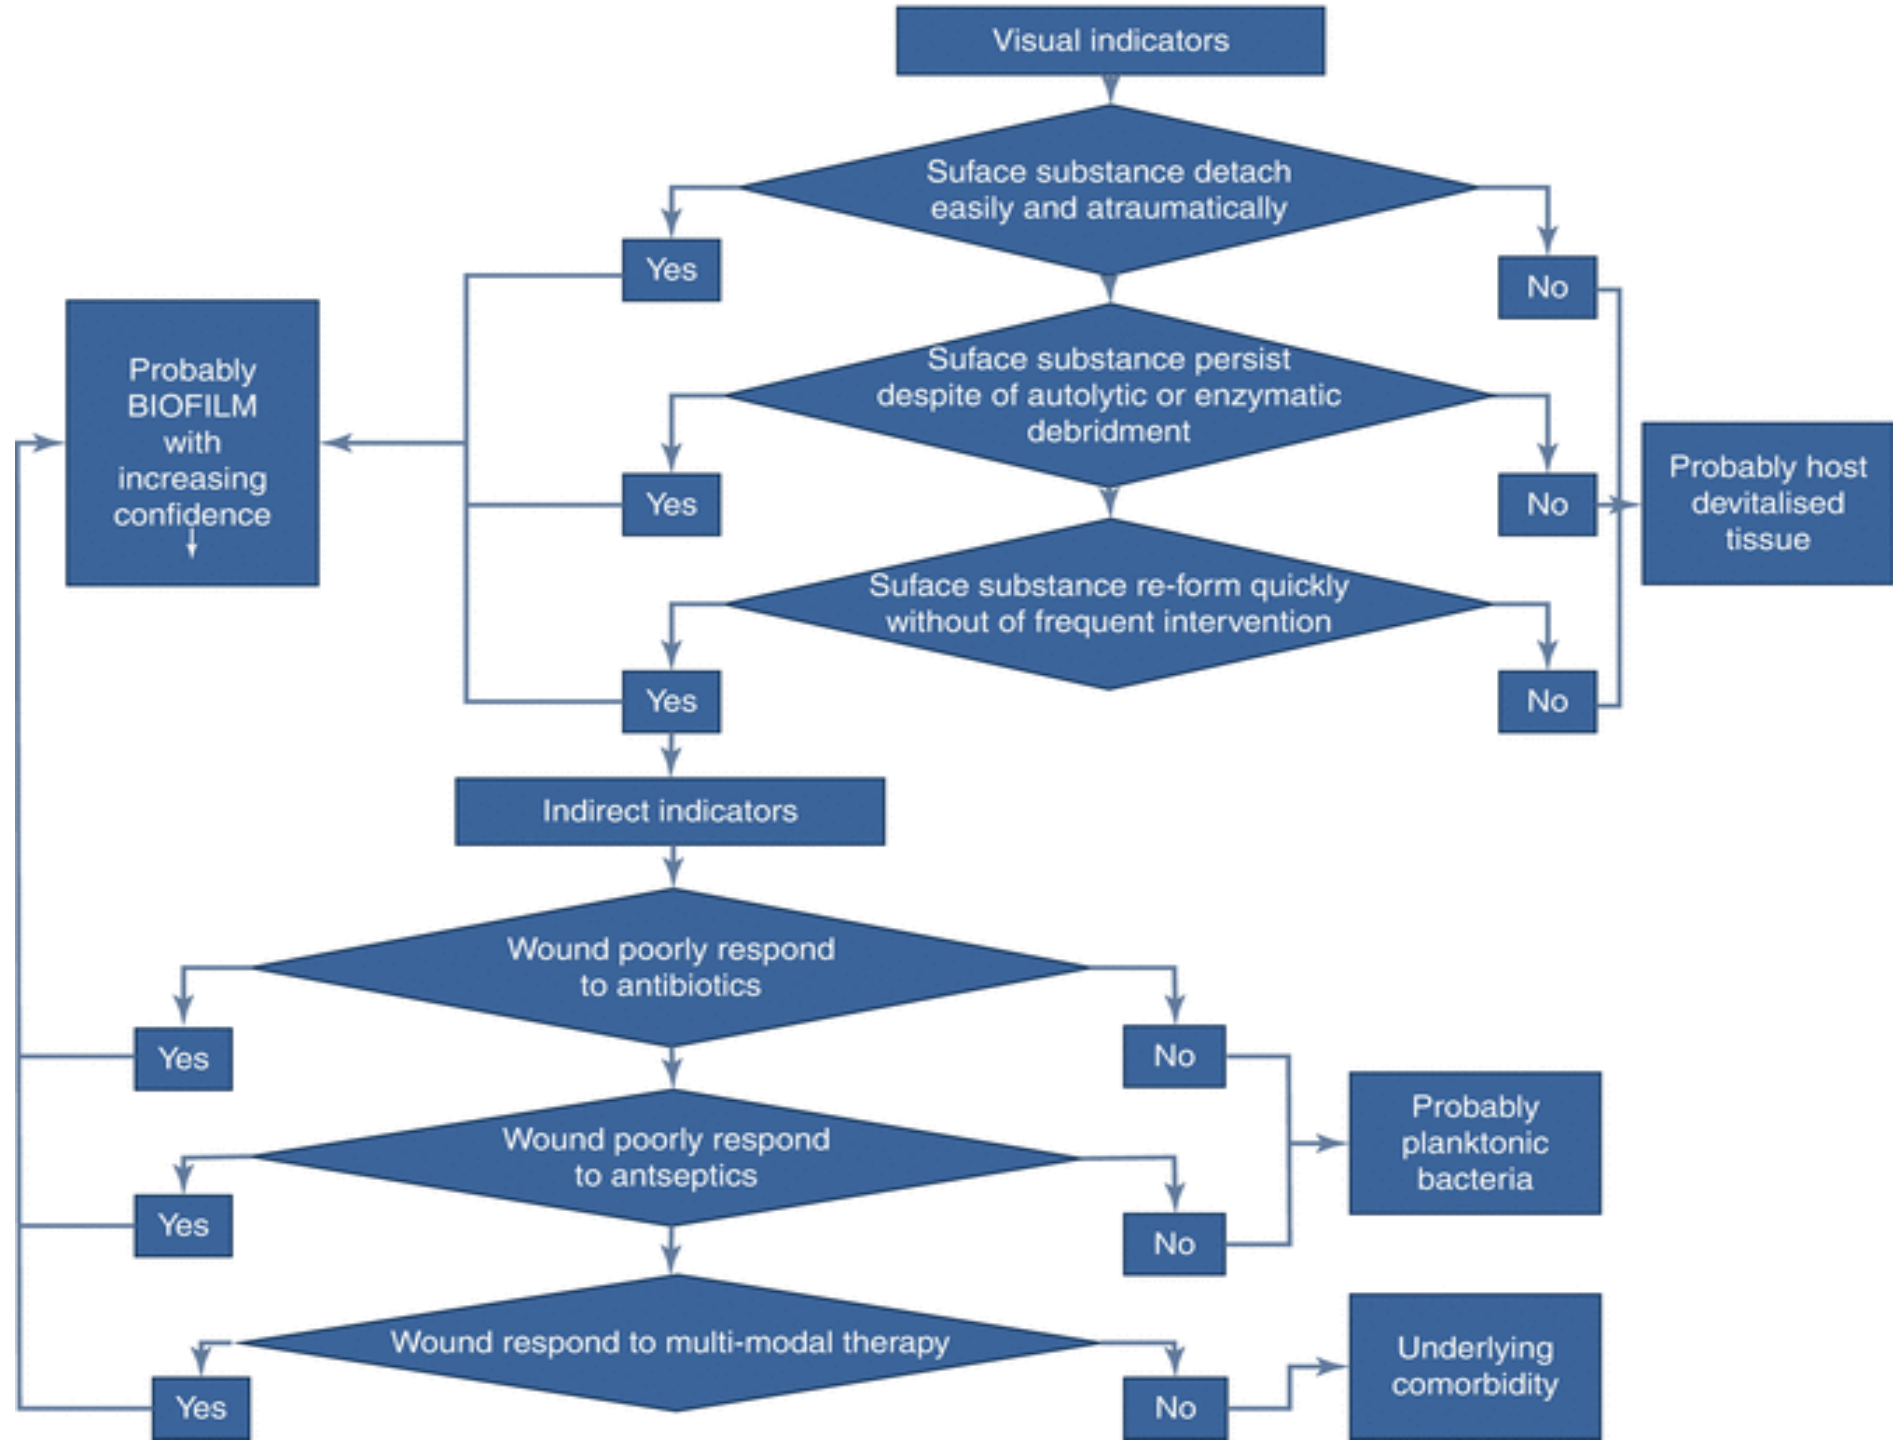 Visual indicators
Suface substance detach
easily and atraumatically
Yes
No
Probably
BIOFILM
with
increasing
confidence
↓
Suface substance persist
despite of autolytic or enzymatic
debridment
Yes
No
Probably host
devitalised
tissue
Suface substance re-form quickly
without of frequent intervention
Yes
No
Indirect indicators
Wound poorly respond
to antibiotics
Yes
No
Probably
planktonic
bacteria
Wound poorly respond
to antseptics
Yes
No
Wound respond to multi-modal therapy
Yes
No
Underlying
comorbidity